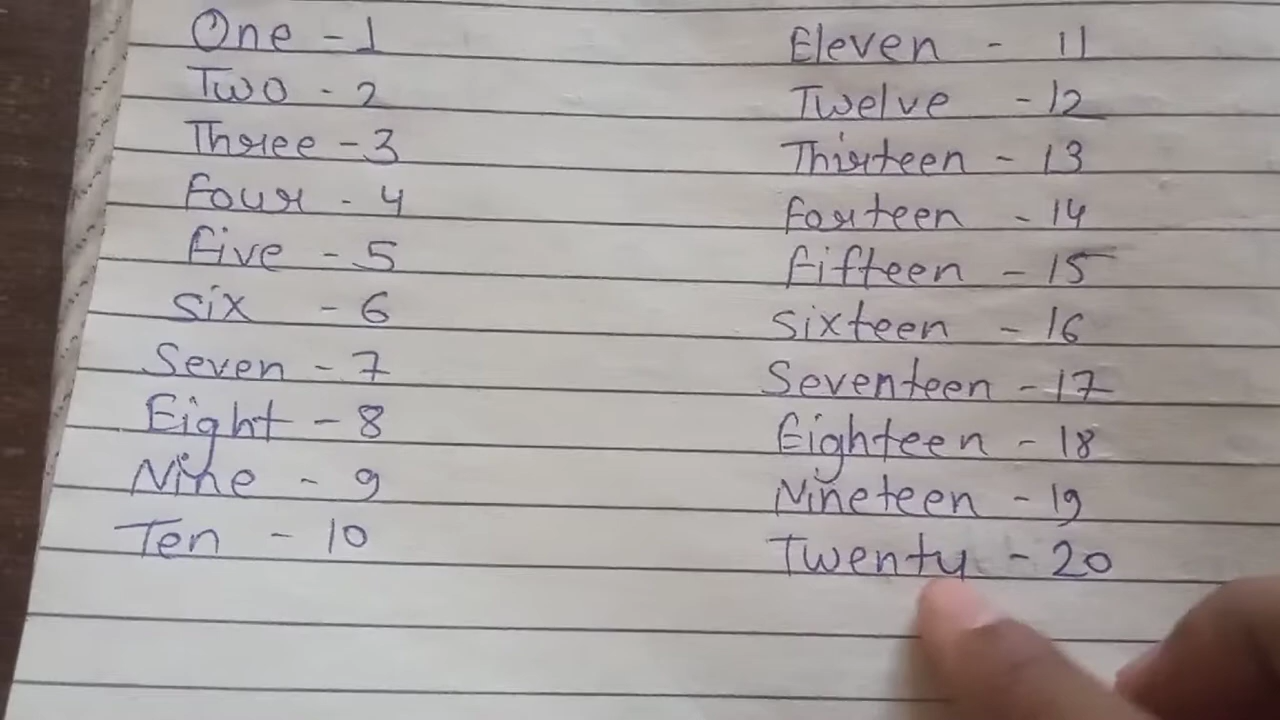 One - 1
Two - 2
Three - 3
Four - 4
Five - 5
Six - 6
Seven - 7
Eight - 8
Nine - 9
Ten - 10
Eleven - 11
Twelve - 12
Thirteen - 13
Forteen - 14
Fifteen - 15
Sixteen - 16
Seventeen - 17
Eighteen - 18
Nineteen - 19
Twenty - 20